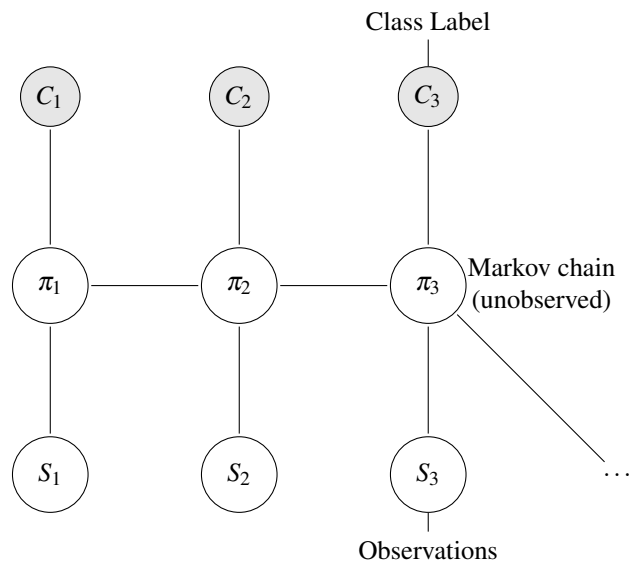 Class Label
C₁ C₂ C₃
π₁ π₂ π₃ Markov chain
(unobserved)
S₁ S₂ S₃ ...
Observations